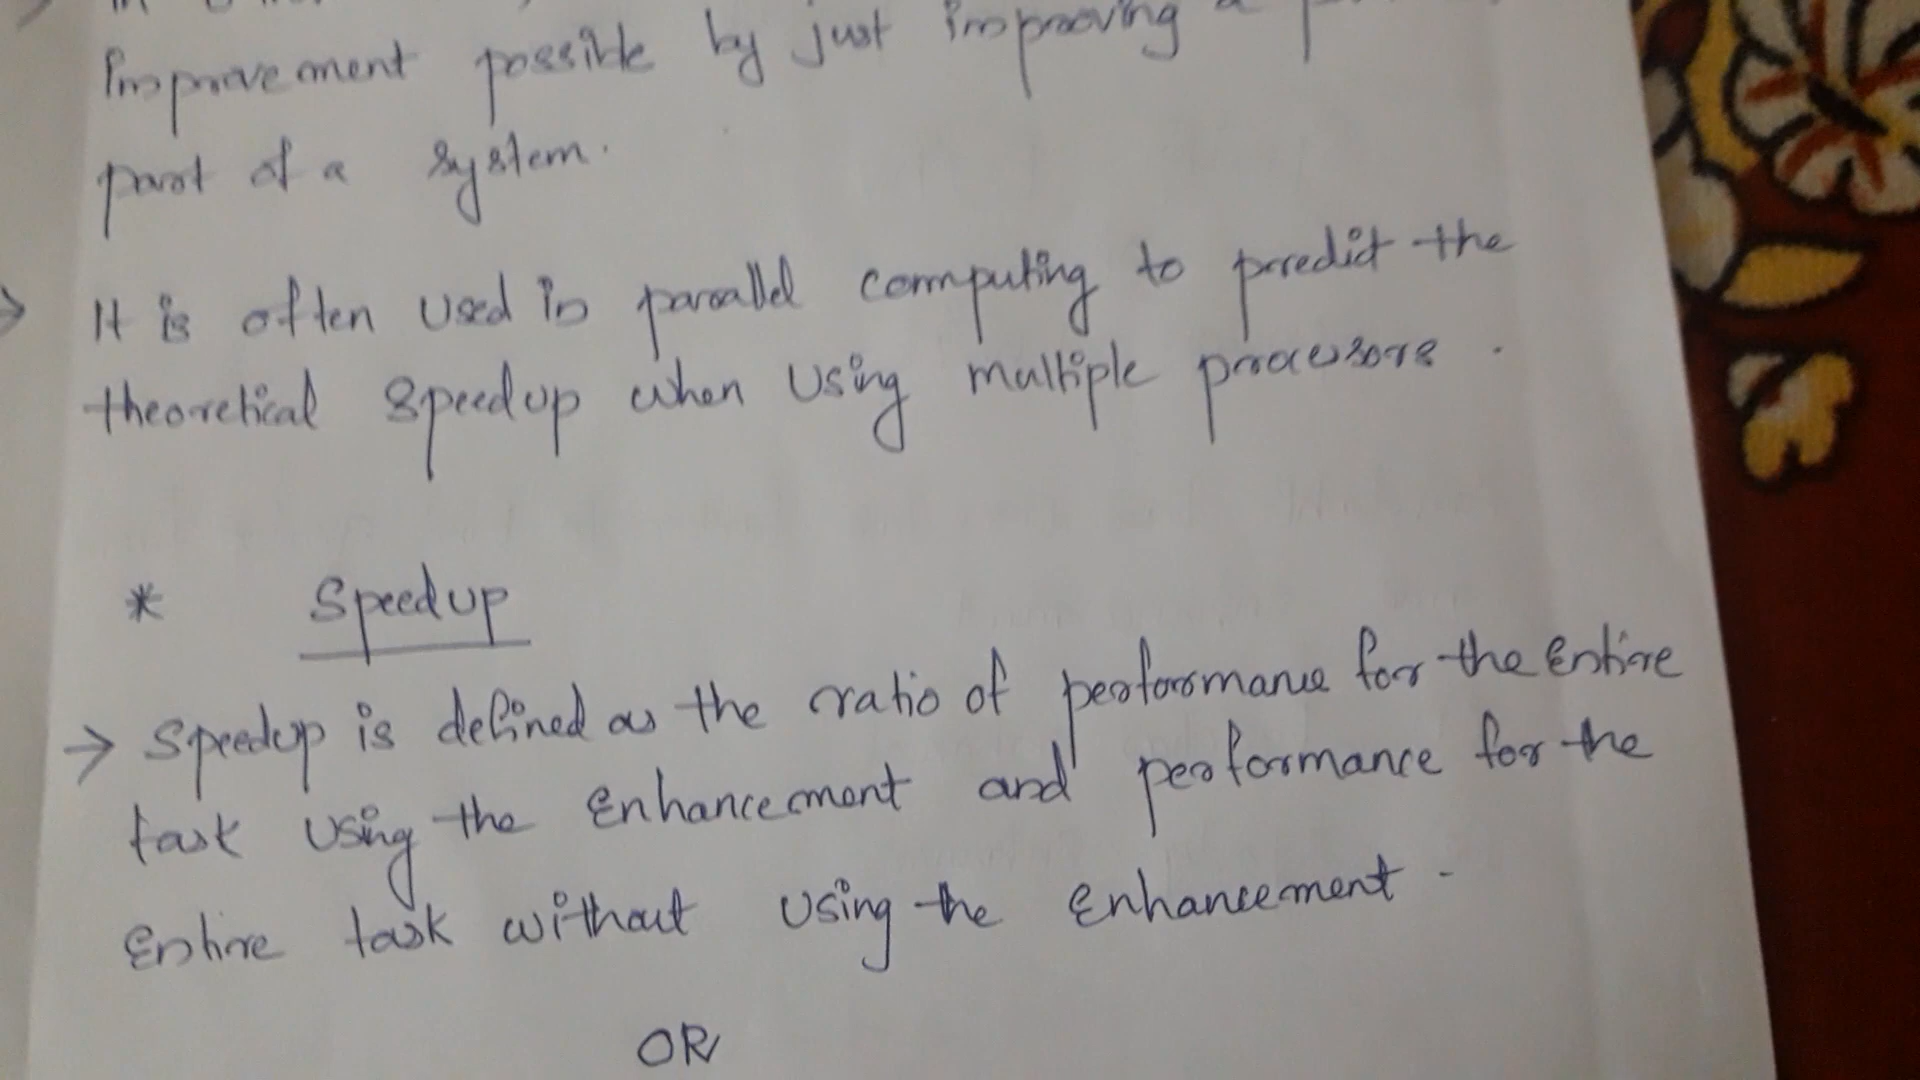 Improvement possible by just improving a
part of a system.
→ It is often used in parallel computing to predict the
theoretical speedup when using multiple processors.
* Speedup
→ Speedup is defined as the ratio of performance for the Entire
task using the Enhancement and performance for the
Entire task without using the Enhancement.
OR